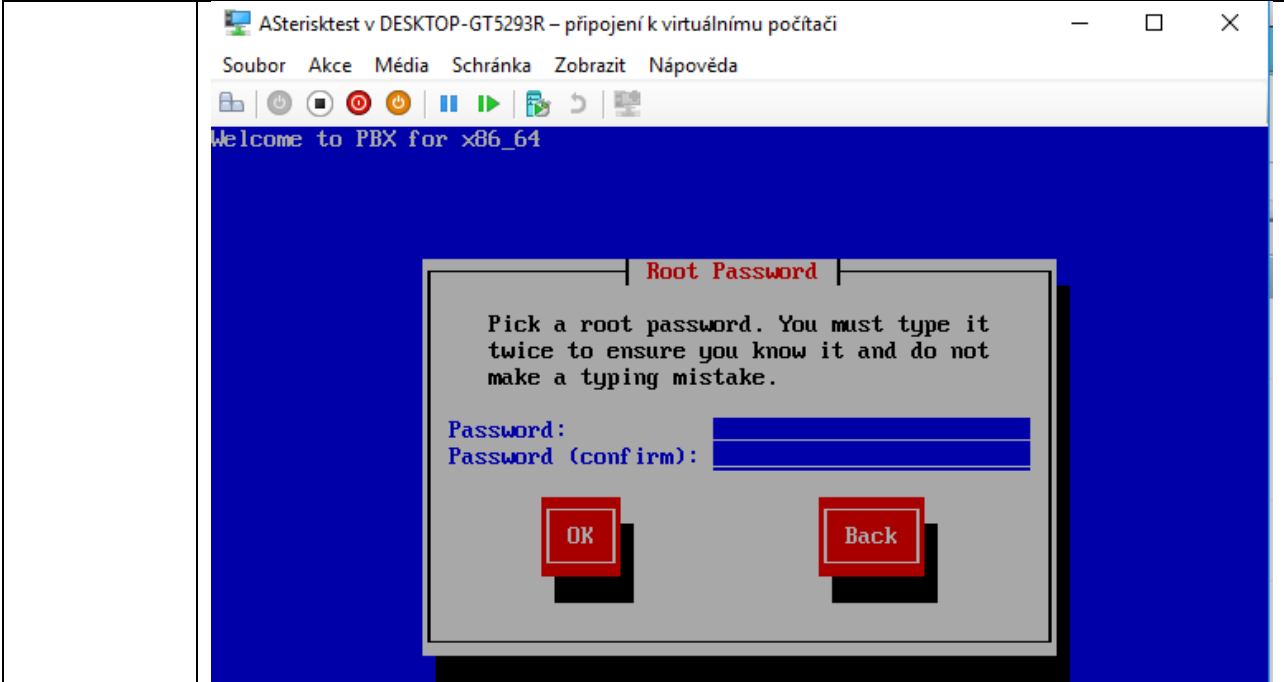 ASterisktest v DESKTOP-GT5293R – připojení k virtuálnímu počítači
Soubor Akce Média Schránka Zobrazit Nápověda
Welcome to PBX for x86_64
Root Password
Pick a root password. You must type it
twice to ensure you know it and do not
make a typing mistake.
Password:
Password (confirm):
OK Back